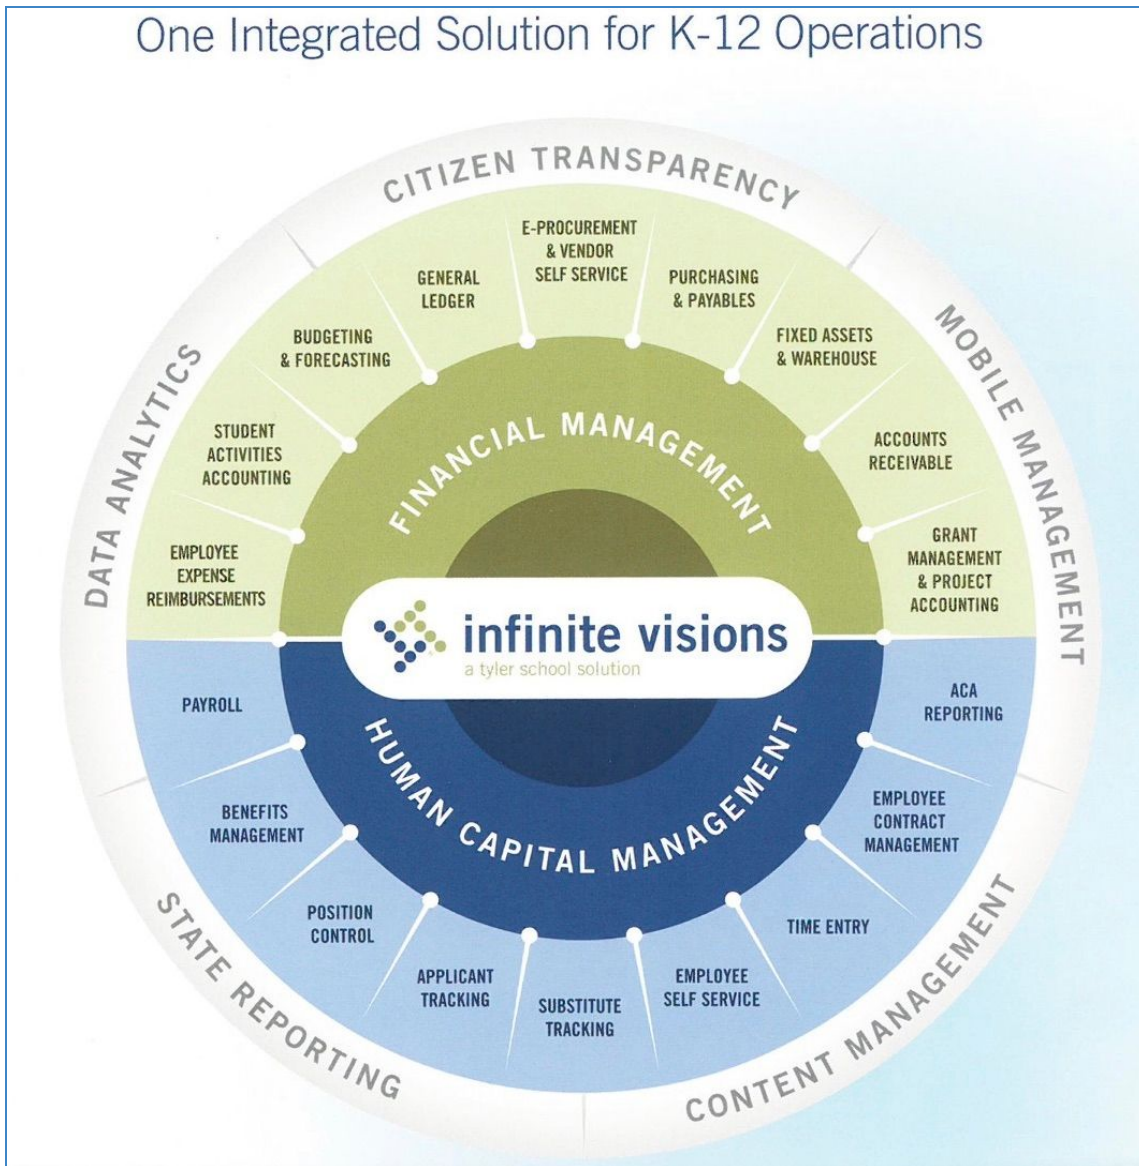 One Integrated Solution for K-12 Operations
CITIZEN TRANSPARENCY
MOBILE MANAGEMENT
CONTENT MANAGEMENT
STATE REPORTING
DATA ANALYTICS
FINANCIAL MANAGEMENT
EMPLOYEE
EXPENSE
REIMBURSEMENTS
STUDENT
ACTIVITIES
ACCOUNTING
BUDGETING
& FORECASTING
GENERAL
LEDGER
E-PROCUREMENT
& VENDOR
SELF SERVICE
PURCHASING
& PAYABLES
FIXED ASSETS
& WAREHOUSE
ACCOUNTS
RECEIVABLE
GRANT
MANAGEMENT
& PROJECT
ACCOUNTING
infinite visions
a tyler school solution
HUMAN CAPITAL MANAGEMENT
PAYROLL
BENEFITS
MANAGEMENT
POSITION
CONTROL
APPLICANT
TRACKING
SUBSTITUTE
TRACKING
EMPLOYEE
SELF SERVICE
TIME ENTRY
EMPLOYEE
CONTRACT
MANAGEMENT
ACA
REPORTING